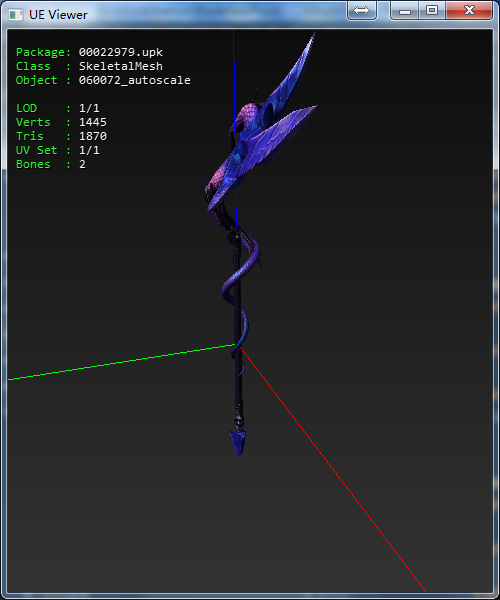 UE Viewer
Package: 00022979.upk
Class  : SkeletalMesh
Object : 060072_autoscale
LOD    : 1/1
Verts  : 1445
Tris   : 1870
UV Set : 1/1
Bones  : 2